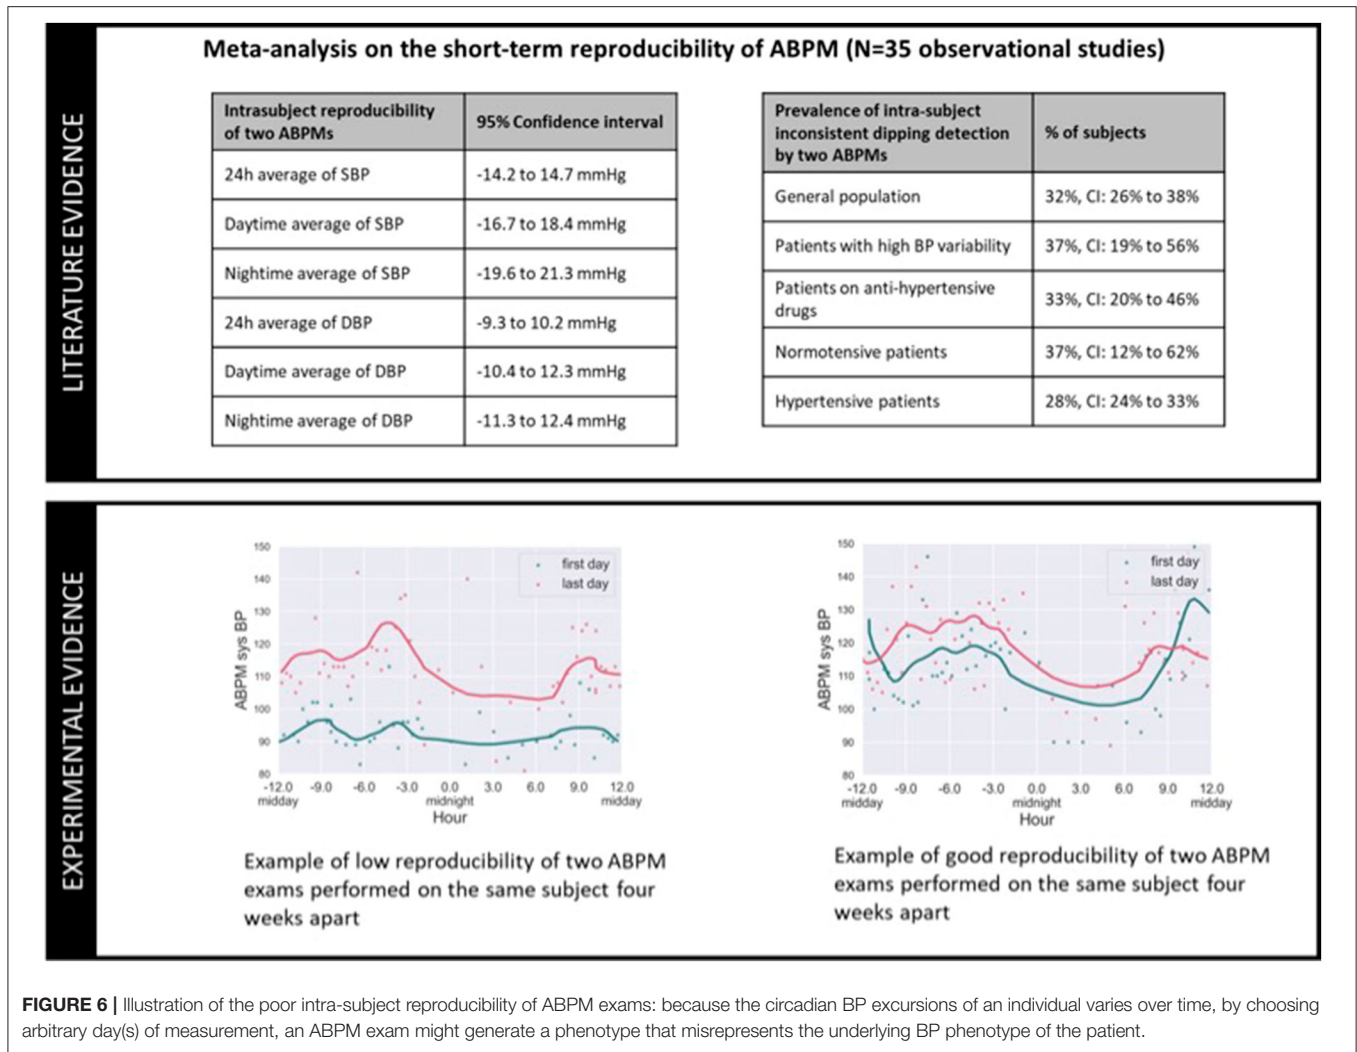 LITERATURE EVIDENCE
Meta-analysis on the short-term reproducibility of ABPM (N=35 observational studies)
Intrasubject reproducibility
of two ABPMs
95% Confidence interval
24h average of SBP
-14.2 to 14.7 mmHg
Daytime average of SBP
-16.7 to 18.4 mmHg
Nightime average of SBP
-19.6 to 21.3 mmHg
24h average of DBP
-9.3 to 10.2 mmHg
Daytime average of DBP
-10.4 to 12.3 mmHg
Nightime average of DBP
-11.3 to 12.4 mmHg
Prevalence of intra-subject
inconsistent dipping detection
by two ABPMs
% of subjects
General population
32%, CI: 26% to 38%
Patients with high BP variability
37%, CI: 19% to 56%
Patients on anti-hypertensive
drugs
33%, CI: 20% to 46%
Normotensive patients
37%, CI: 12% to 62%
Hypertensive patients
28%, CI: 24% to 33%
EXPERIMENTAL EVIDENCE
ABPM sys BP
150
140
130
120
110
100
90
80
first day
last day
-12.0 -9.0 -6.0 -3.0 0.0 3.0 6.0 9.0 12.0
midday midnight midday
Hour
Example of low reproducibility of two ABPM
exams performed on the same subject four
weeks apart
ABPM sys BP
150
140
130
120
110
100
90
80
first day
last day
-12.0 -9.0 -6.0 -3.0 0.0 3.0 6.0 9.0 12.0
midday midnight midday
Hour
Example of good reproducibility of two ABPM
exams performed on the same subject four
weeks apart
FIGURE 6 | Illustration of the poor intra-subject reproducibility of ABPM exams: because the circadian BP excursions of an individual varies over time, by choosing
arbitrary day(s) of measurement, an ABPM exam might generate a phenotype that misrepresents the underlying BP phenotype of the patient.